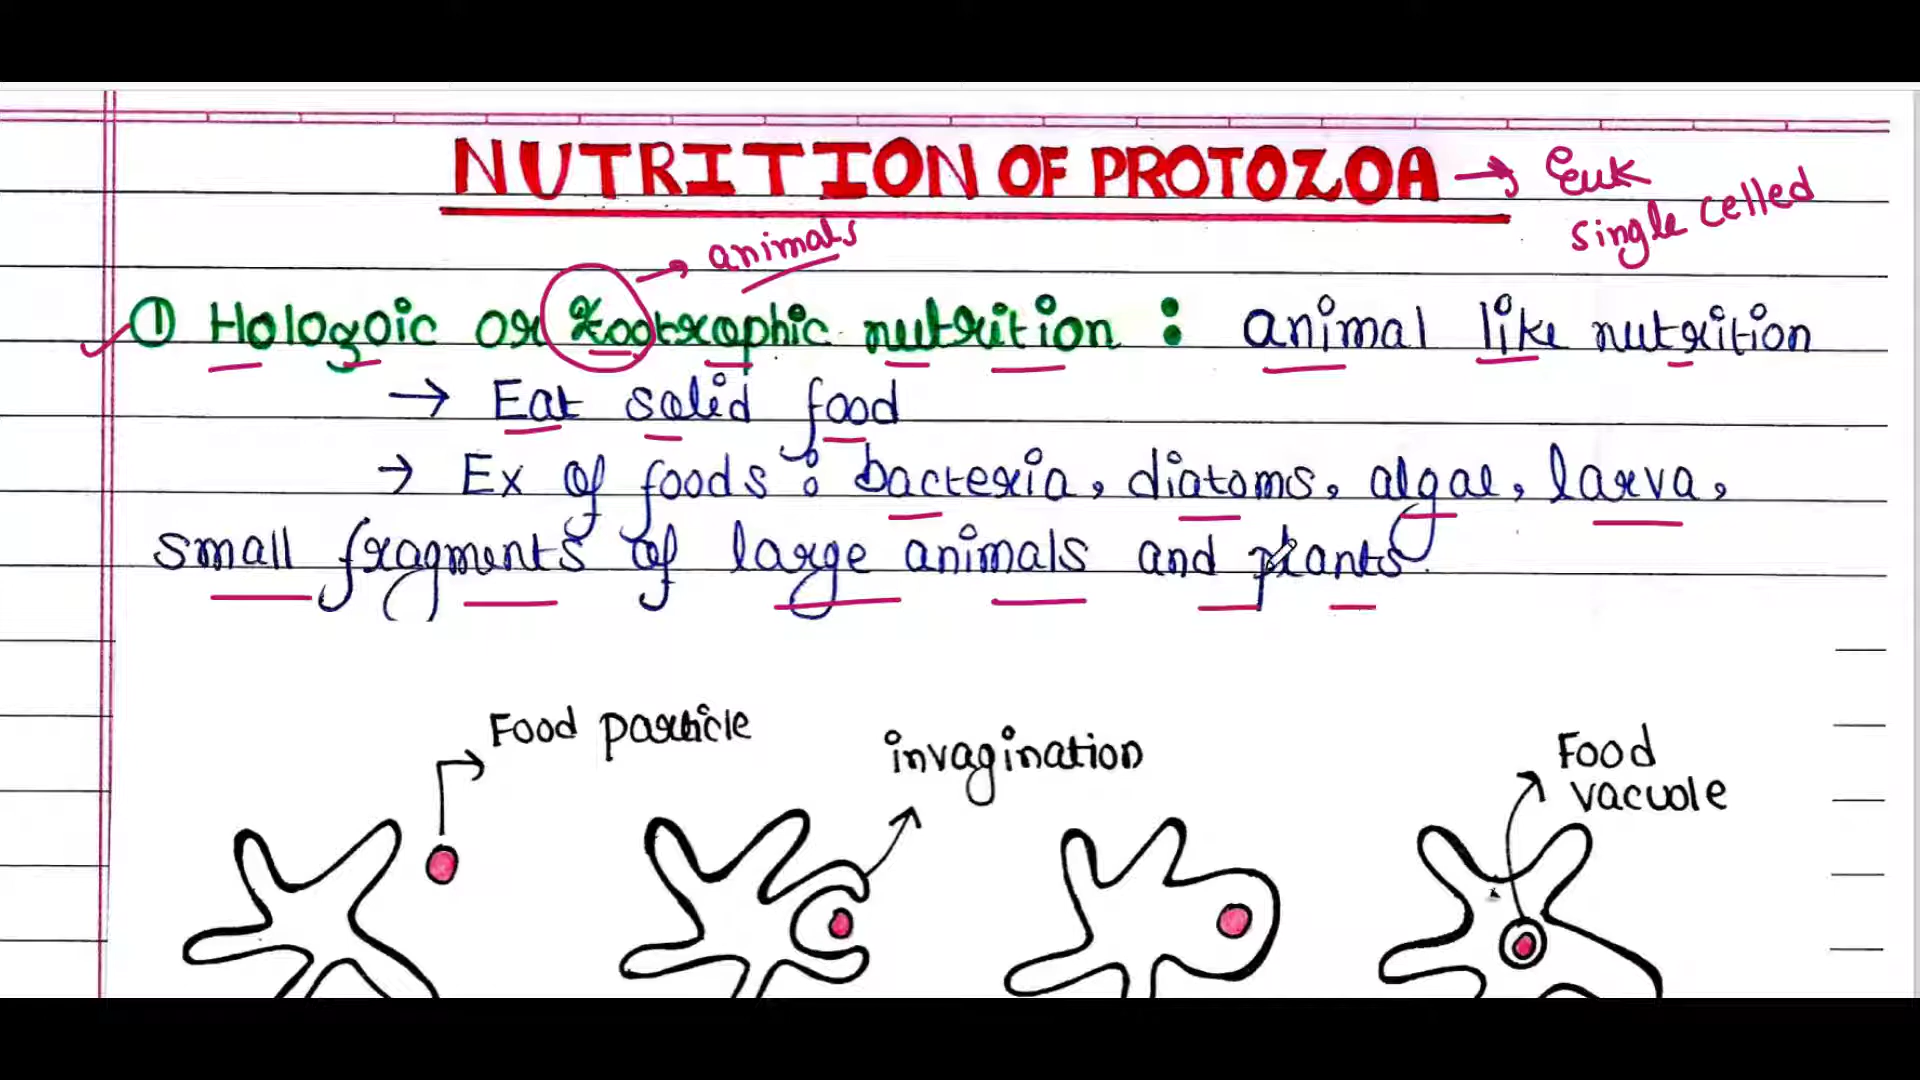 NUTRITION OF PROTOZOA → Euk
single celled
→ animals
① Holozoic or Zootrophic nutrition : animal like nutrition
→ Eat solid food
→ Ex of foods : bacteria, diatoms, algae, larva,
small fragments of large animals and plants.
Food particle
invagination
Food
vacuole